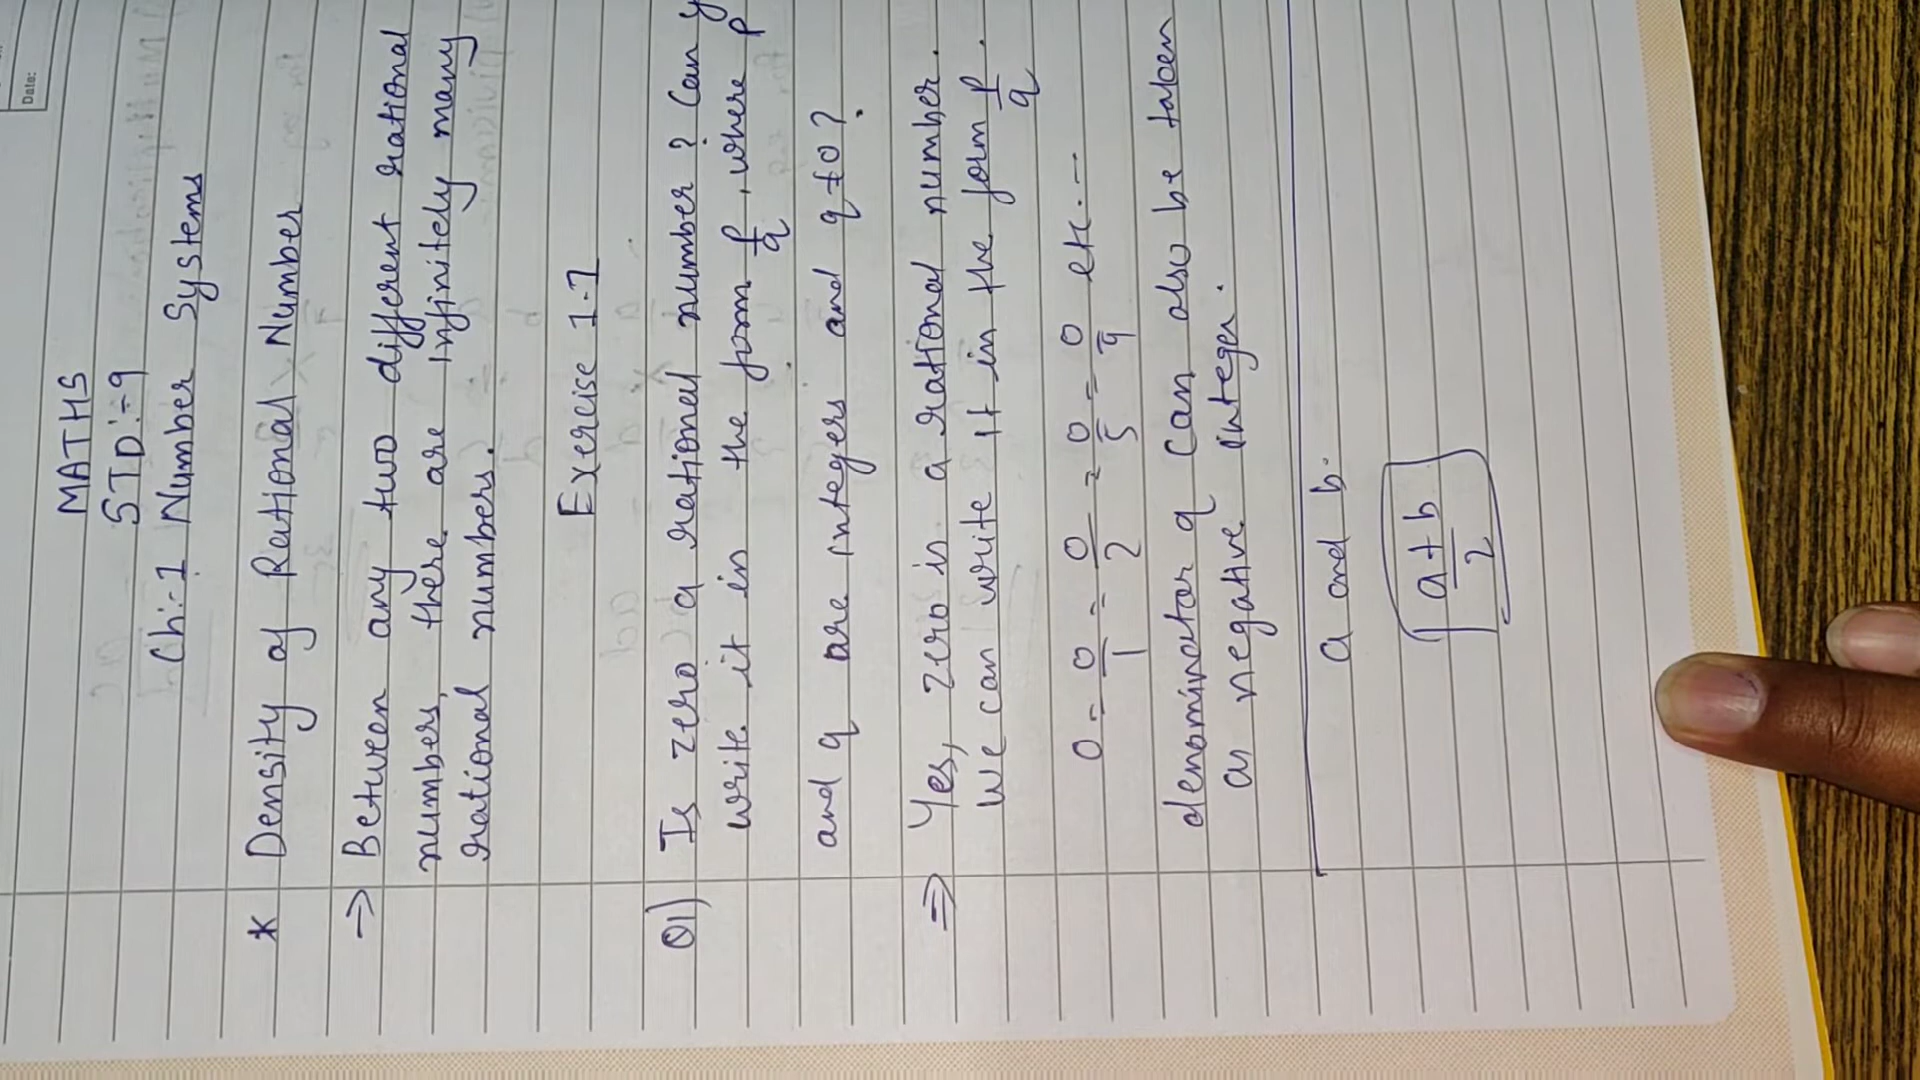 Date:
MATHS
STD:-9
Ch:-1 Number Systems
* Density of Rational Number
→ Between any two different rational
numbers, there are infinitely many
rational numbers.
Exercise 1.1
Q1) Is zero a rational number? Can
write it in the form p/q, where p
and q are integers and q≠0?
⇒ Yes, zero is a rational number.
We can write it in the form p/q.
0 = 0/1 = 0/2 = 0/5 = 0/9 etc...
denominator q can also be taken
as negative integer.
a and b.
a+b/2